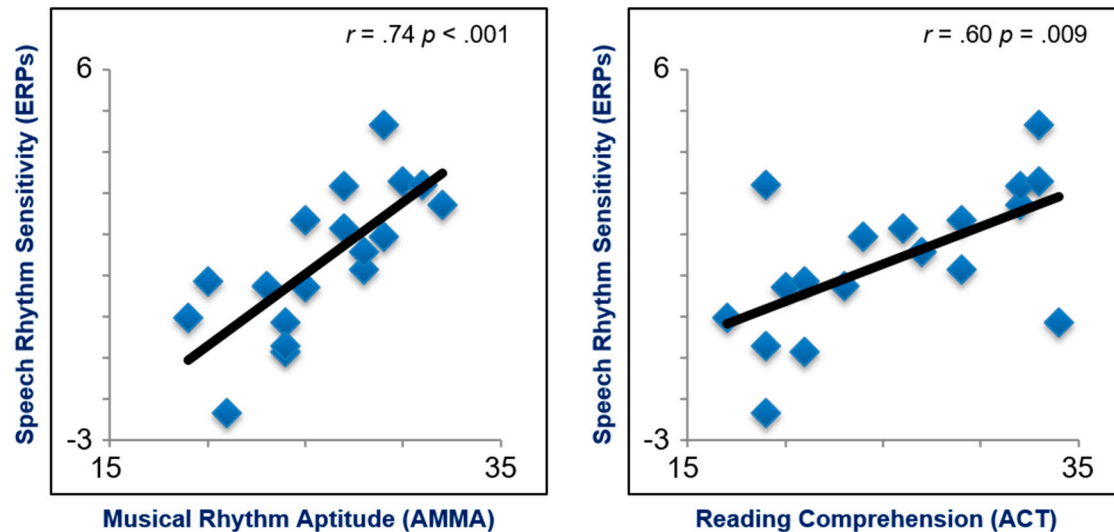 r = .74 p < .001
6
Speech Rhythm Sensitivity (ERPs)
-3
15
35
Musical Rhythm Aptitude (AMMA)
r = .60 p = .009
6
Speech Rhythm Sensitivity (ERPs)
-3
15
35
Reading Comprehension (ACT)